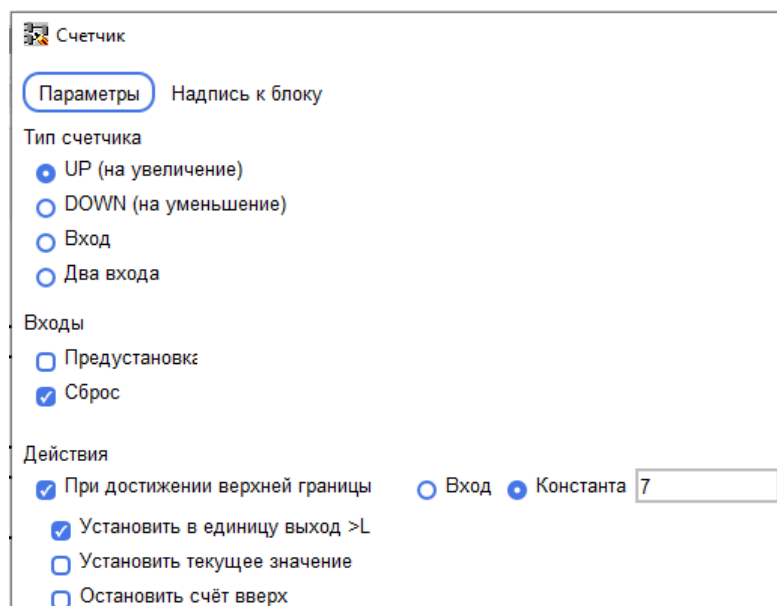 Счетчик
Параметры Надпись к блоку
Тип счетчика
UP (на увеличение)
DOWN (на уменьшение)
Вход
Два входа
Входы
Предустановка
Сброс
Действия
При достижении верхней границы Вход Константа 7
Установить в единицу выход >L
Установить текущее значение
Остановить счёт вверх